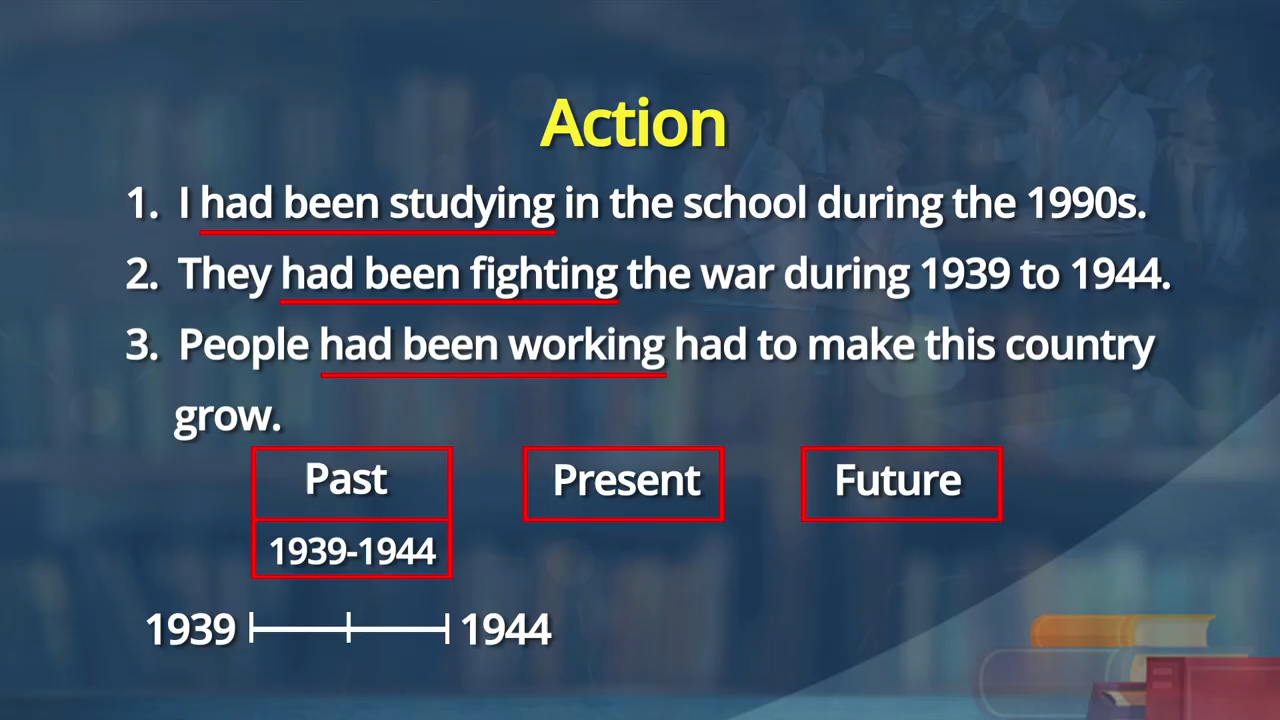 Action
1. I had been studying in the school during the 1990s.
2. They had been fighting the war during 1939 to 1944.
3. People had been working had to make this country
grow.
Past Present Future
1939-1944
1939 1944